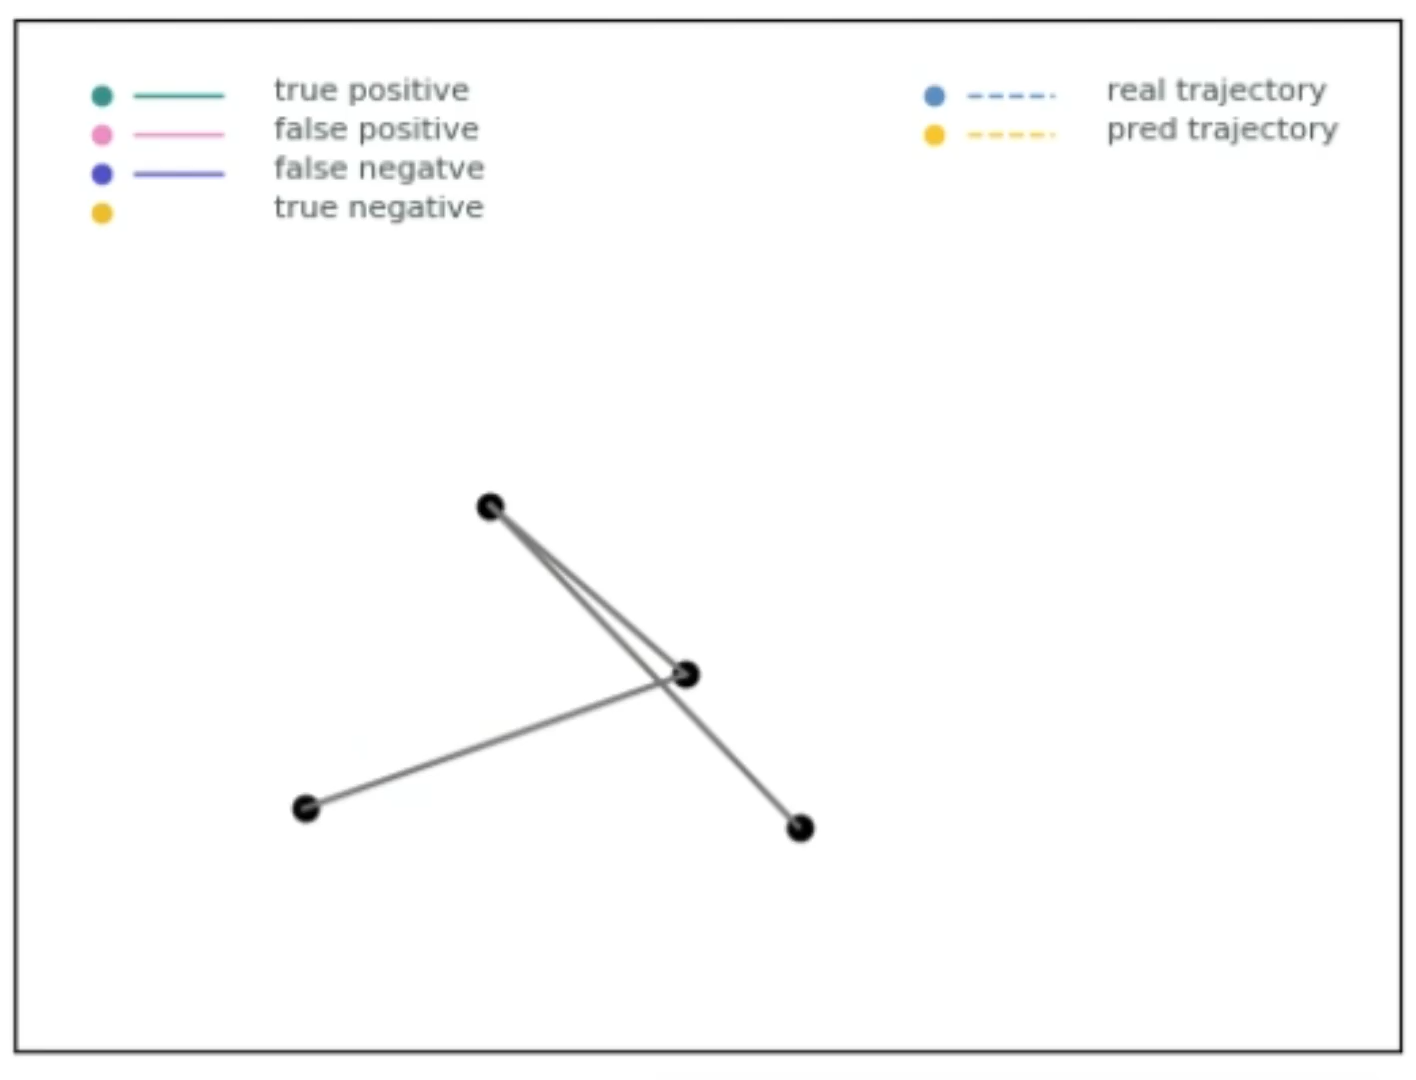 true positive
false positive
false negatve
true negative
real trajectory
pred trajectory